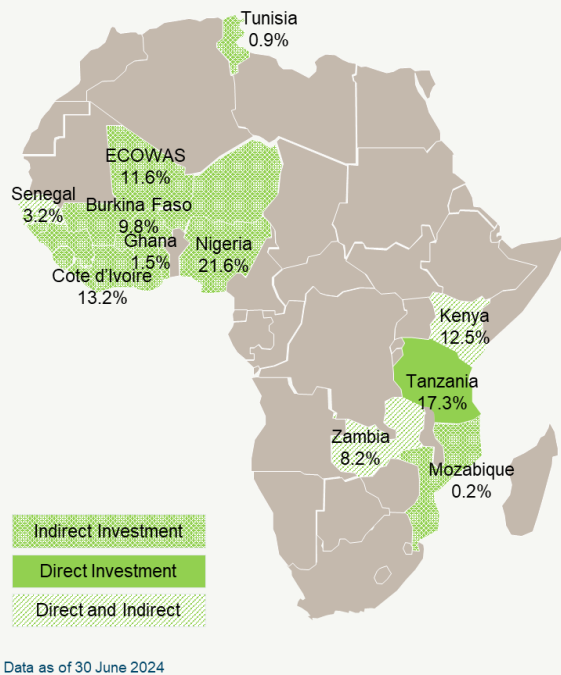 Tunisia
0.9%
ECOWAS
11.6%
Senegal
3.2%
Burkina Faso
9.8%
Ghana
1.5%
Nigeria
21.6%
Cote d'Ivoire
13.2%
Kenya
12.5%
Tanzania
17.3%
Zambia
8.2%
Mozabique
0.2%
Indirect Investment
Direct Investment
Direct and Indirect
Data as of 30 June 2024